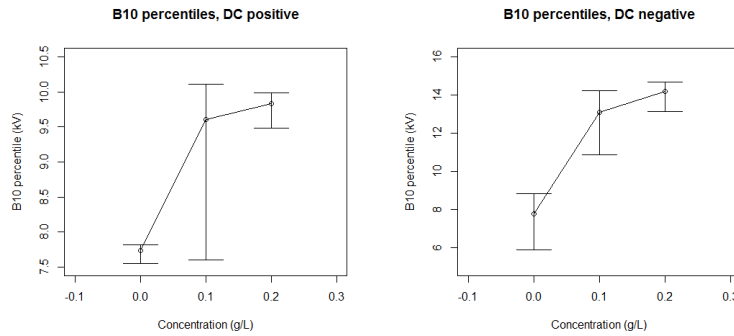 B10 percentiles, DC positive
B10 percentile (kV)
10.5
10.0
9.5
9.0
8.5
8.0
7.5
-0.1 0.0 0.1 0.2 0.3
Concentration (g/L)
B10 percentiles, DC negative
B10 percentile (kV)
16
14
12
10
8
6
-0.1 0.0 0.1 0.2 0.3
Concentration (g/L)